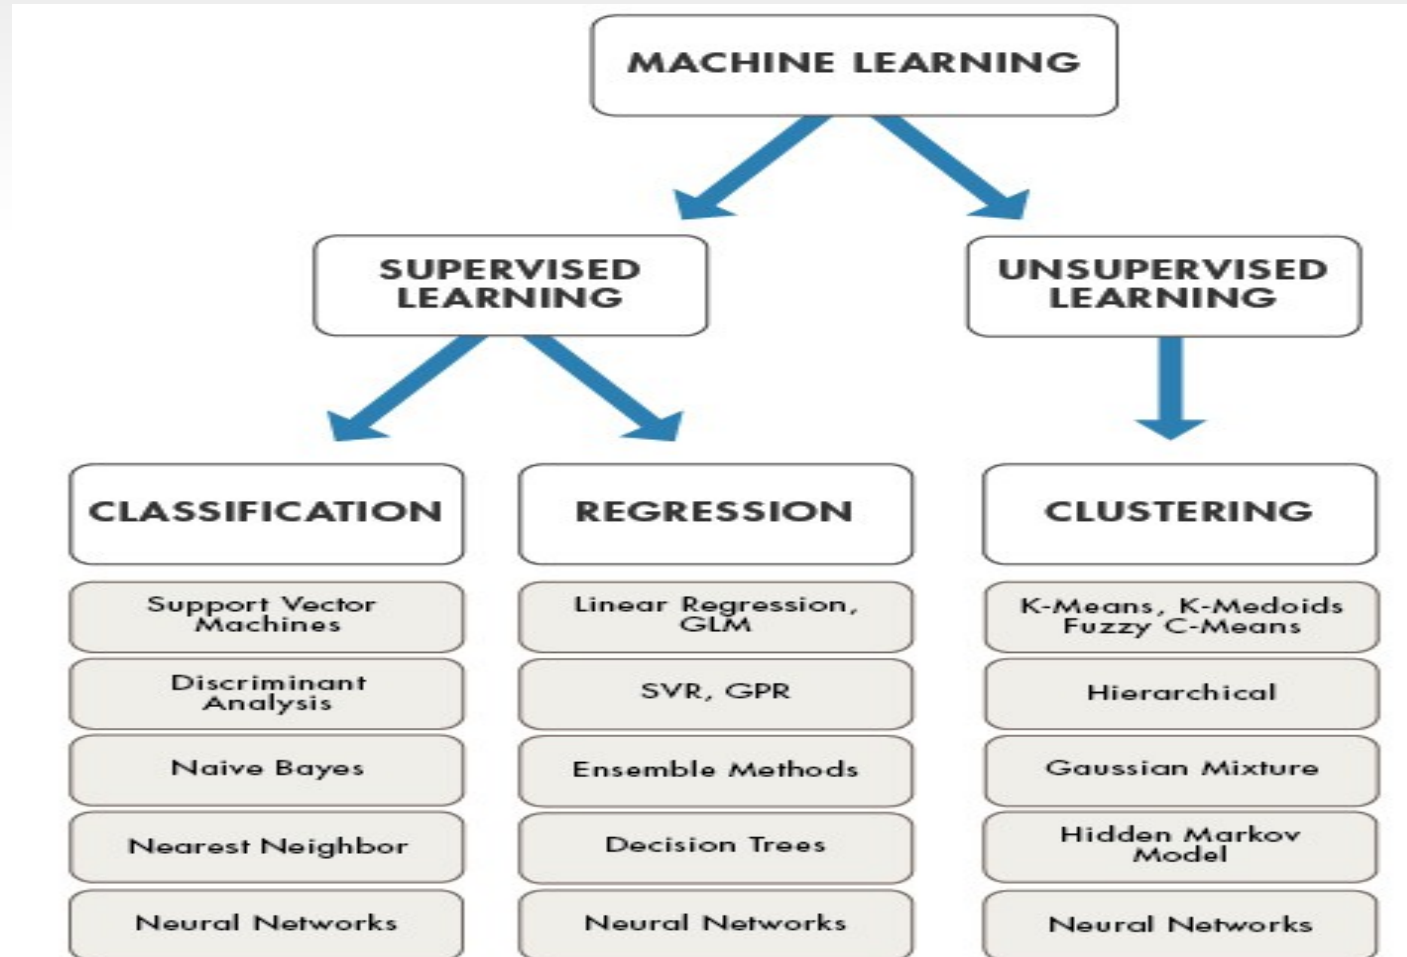 MACHINE LEARNING
SUPERVISED
LEARNING
UNSUPERVISED
LEARNING
CLASSIFICATION
Support Vector
Machines
Discriminant
Analysis
Naive Bayes
Nearest Neighbor
Neural Networks
REGRESSION
Linear Regression,
GLM
SVR, GPR
Ensemble Methods
Decision Trees
Neural Networks
CLUSTERING
K-Means, K-Medoids
Fuzzy C-Means
Hierarchical
Gaussian Mixture
Hidden Markov
Model
Neural Networks